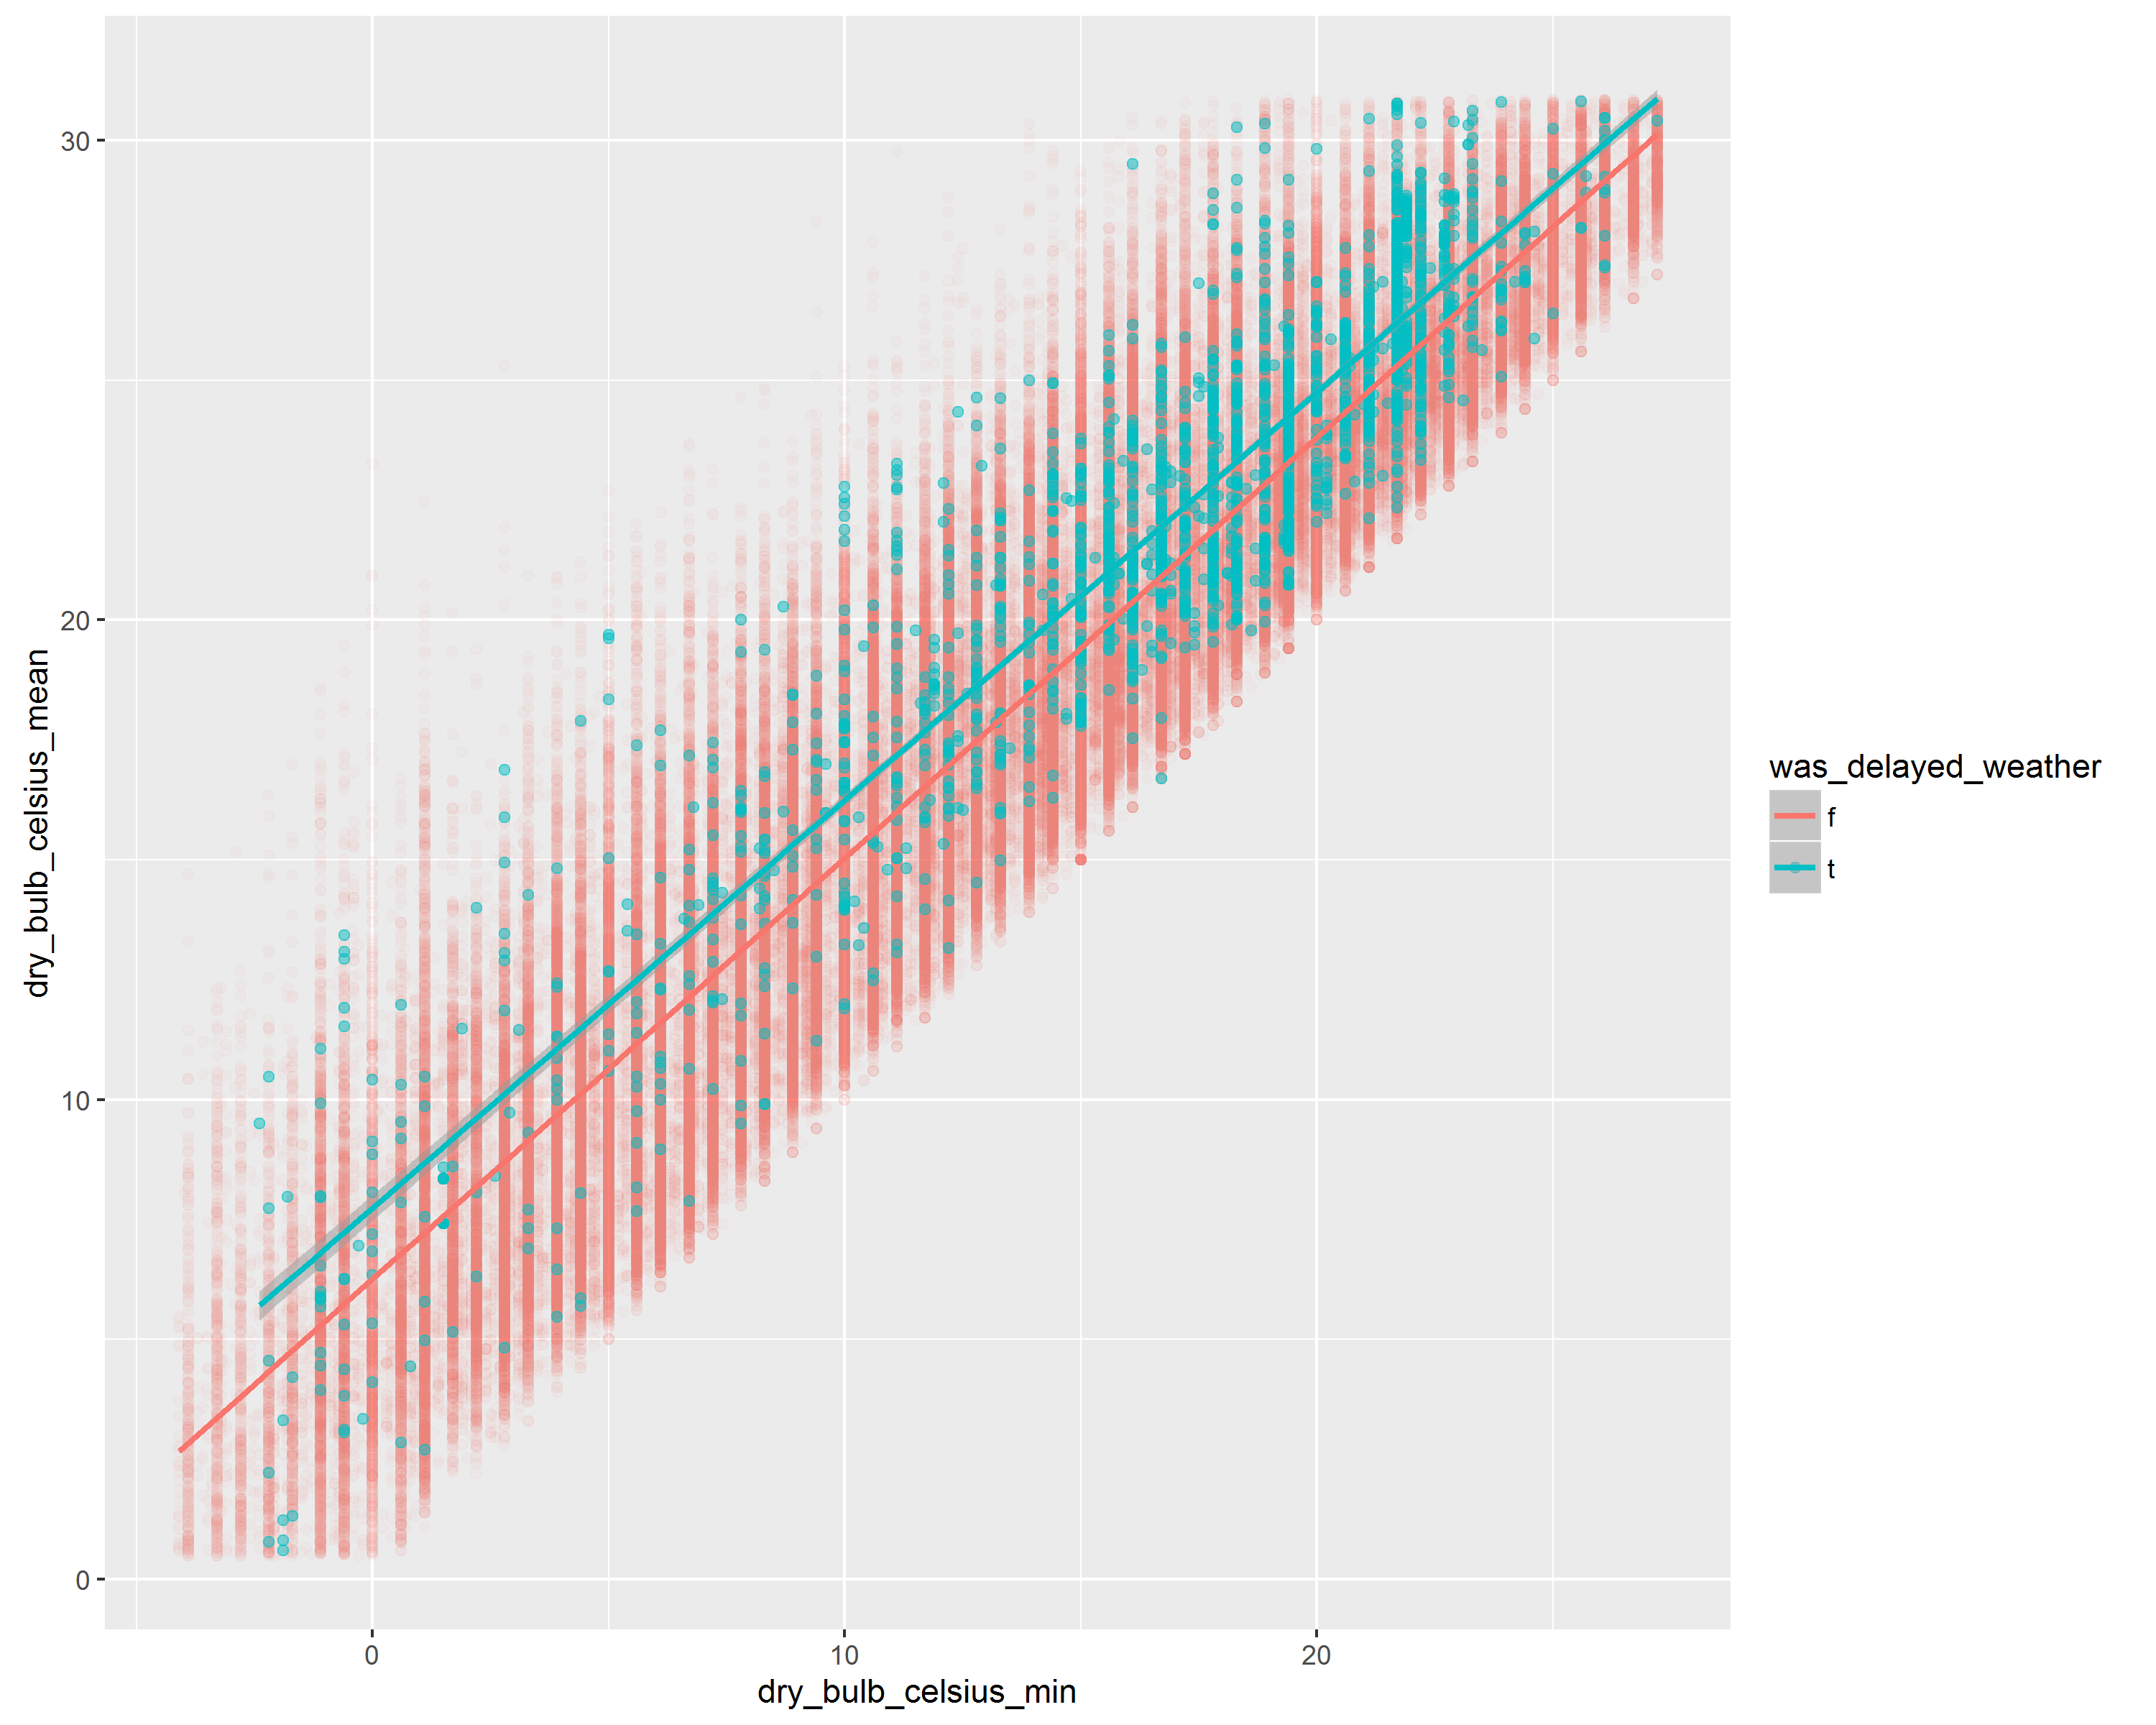 30
20
10
0
0 10 20
dry_bulb_celsius_mean
dry_bulb_celsius_min
was_delayed_weather
f
t